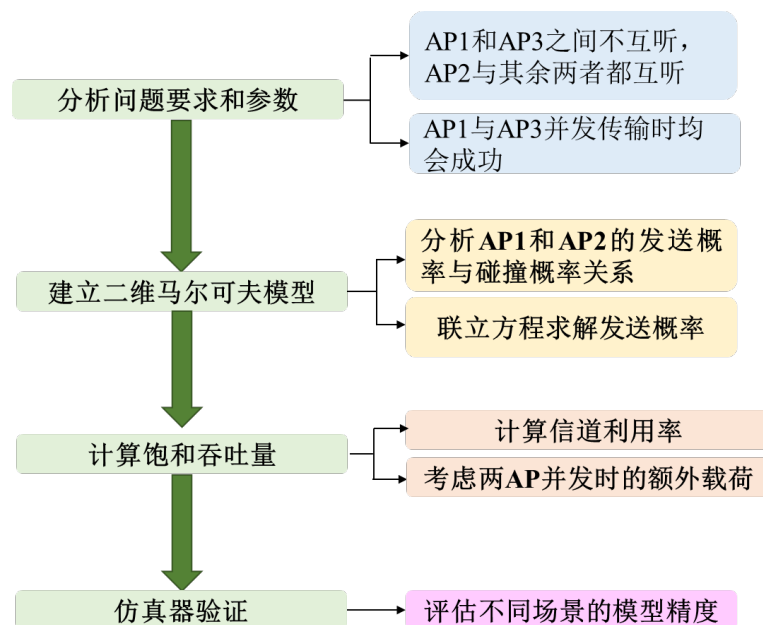 分析问题要求和参数
AP1和AP3之间不互听，
AP2与其余两者都互听
AP1与AP3并发传输时均
会成功
建立二维马尔可夫模型
分析AP1和AP2的发送概
率与碰撞概率关系
联立方程求解发送概率
计算饱和吞吐量
计算信道利用率
考虑两AP并发时的额外载荷
仿真器验证
评估不同场景的模型精度